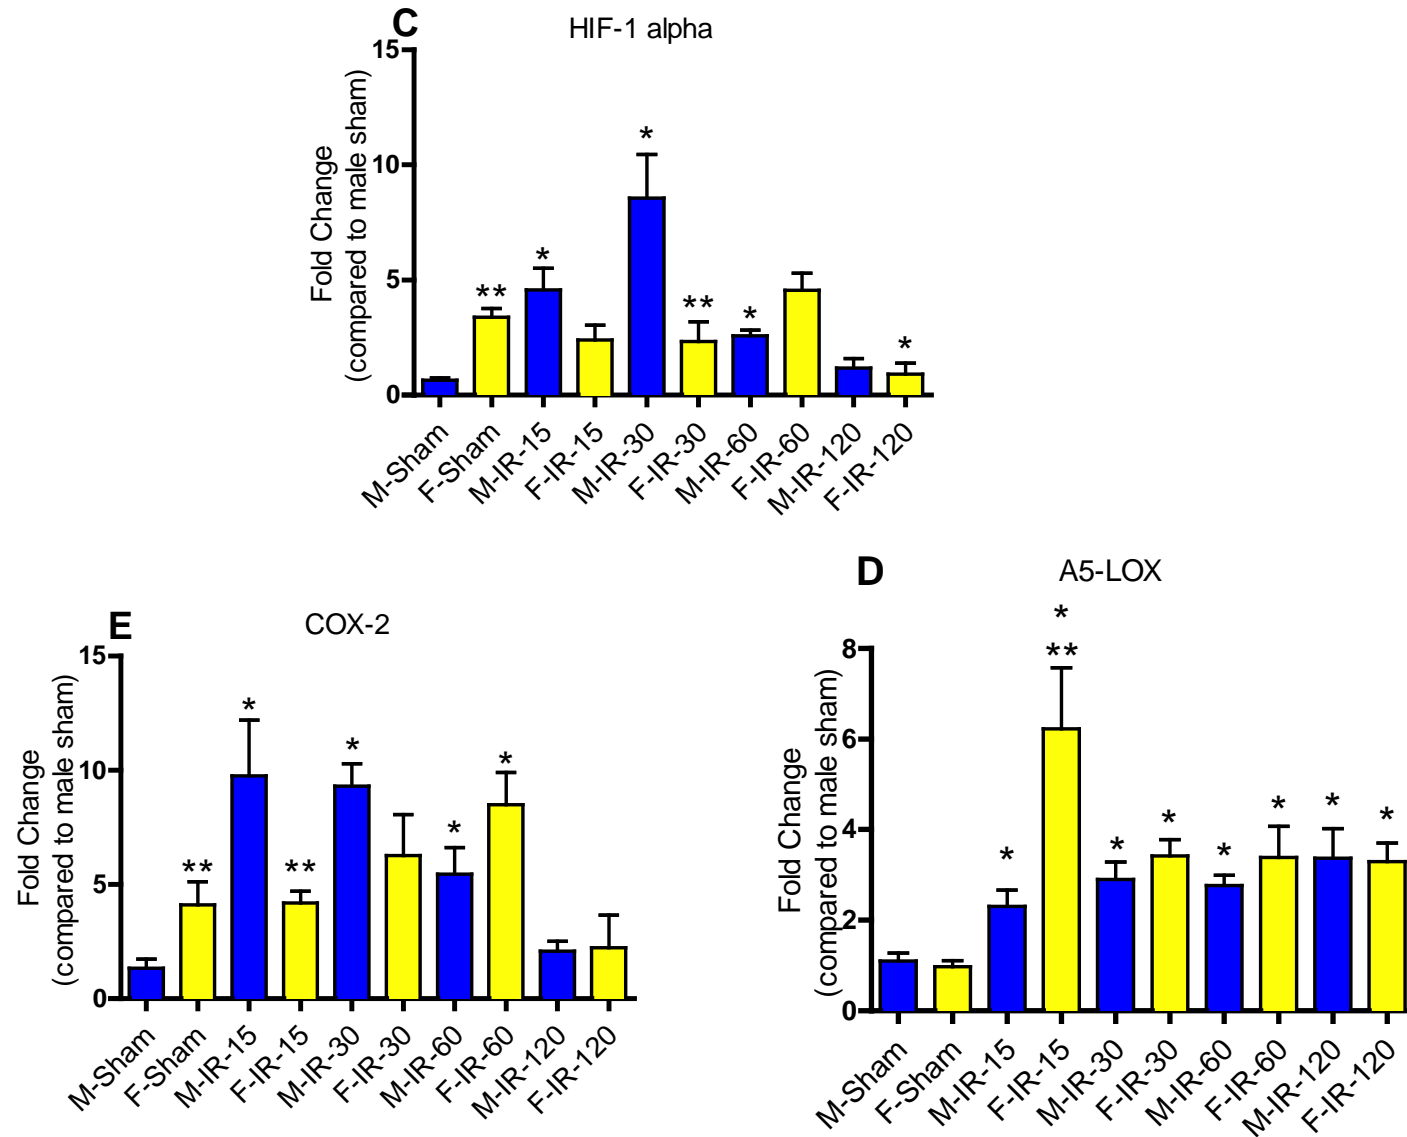 C
HIF-1 alpha
Fold Change
(compared to male sham)
15
10
5
0
*
**
*
*
**
*
*
M-Sham
F-Sham
M-IR-15
F-IR-15
M-IR-30
F-IR-30
M-IR-60
F-IR-60
M-IR-120
F-IR-120
E
COX-2
Fold Change
(compared to male sham)
15
10
5
0
**
*
**
*
*
*
M-Sham
F-Sham
M-IR-15
F-IR-15
M-IR-30
F-IR-30
M-IR-60
F-IR-60
M-IR-120
F-IR-120
D
A5-LOX
Fold Change
(compared to male sham)
8
6
4
2
0
*
*
**
*
*
*
*
*
*
M-Sham
F-Sham
M-IR-15
F-IR-15
M-IR-30
F-IR-30
M-IR-60
F-IR-60
M-IR-120
F-IR-120